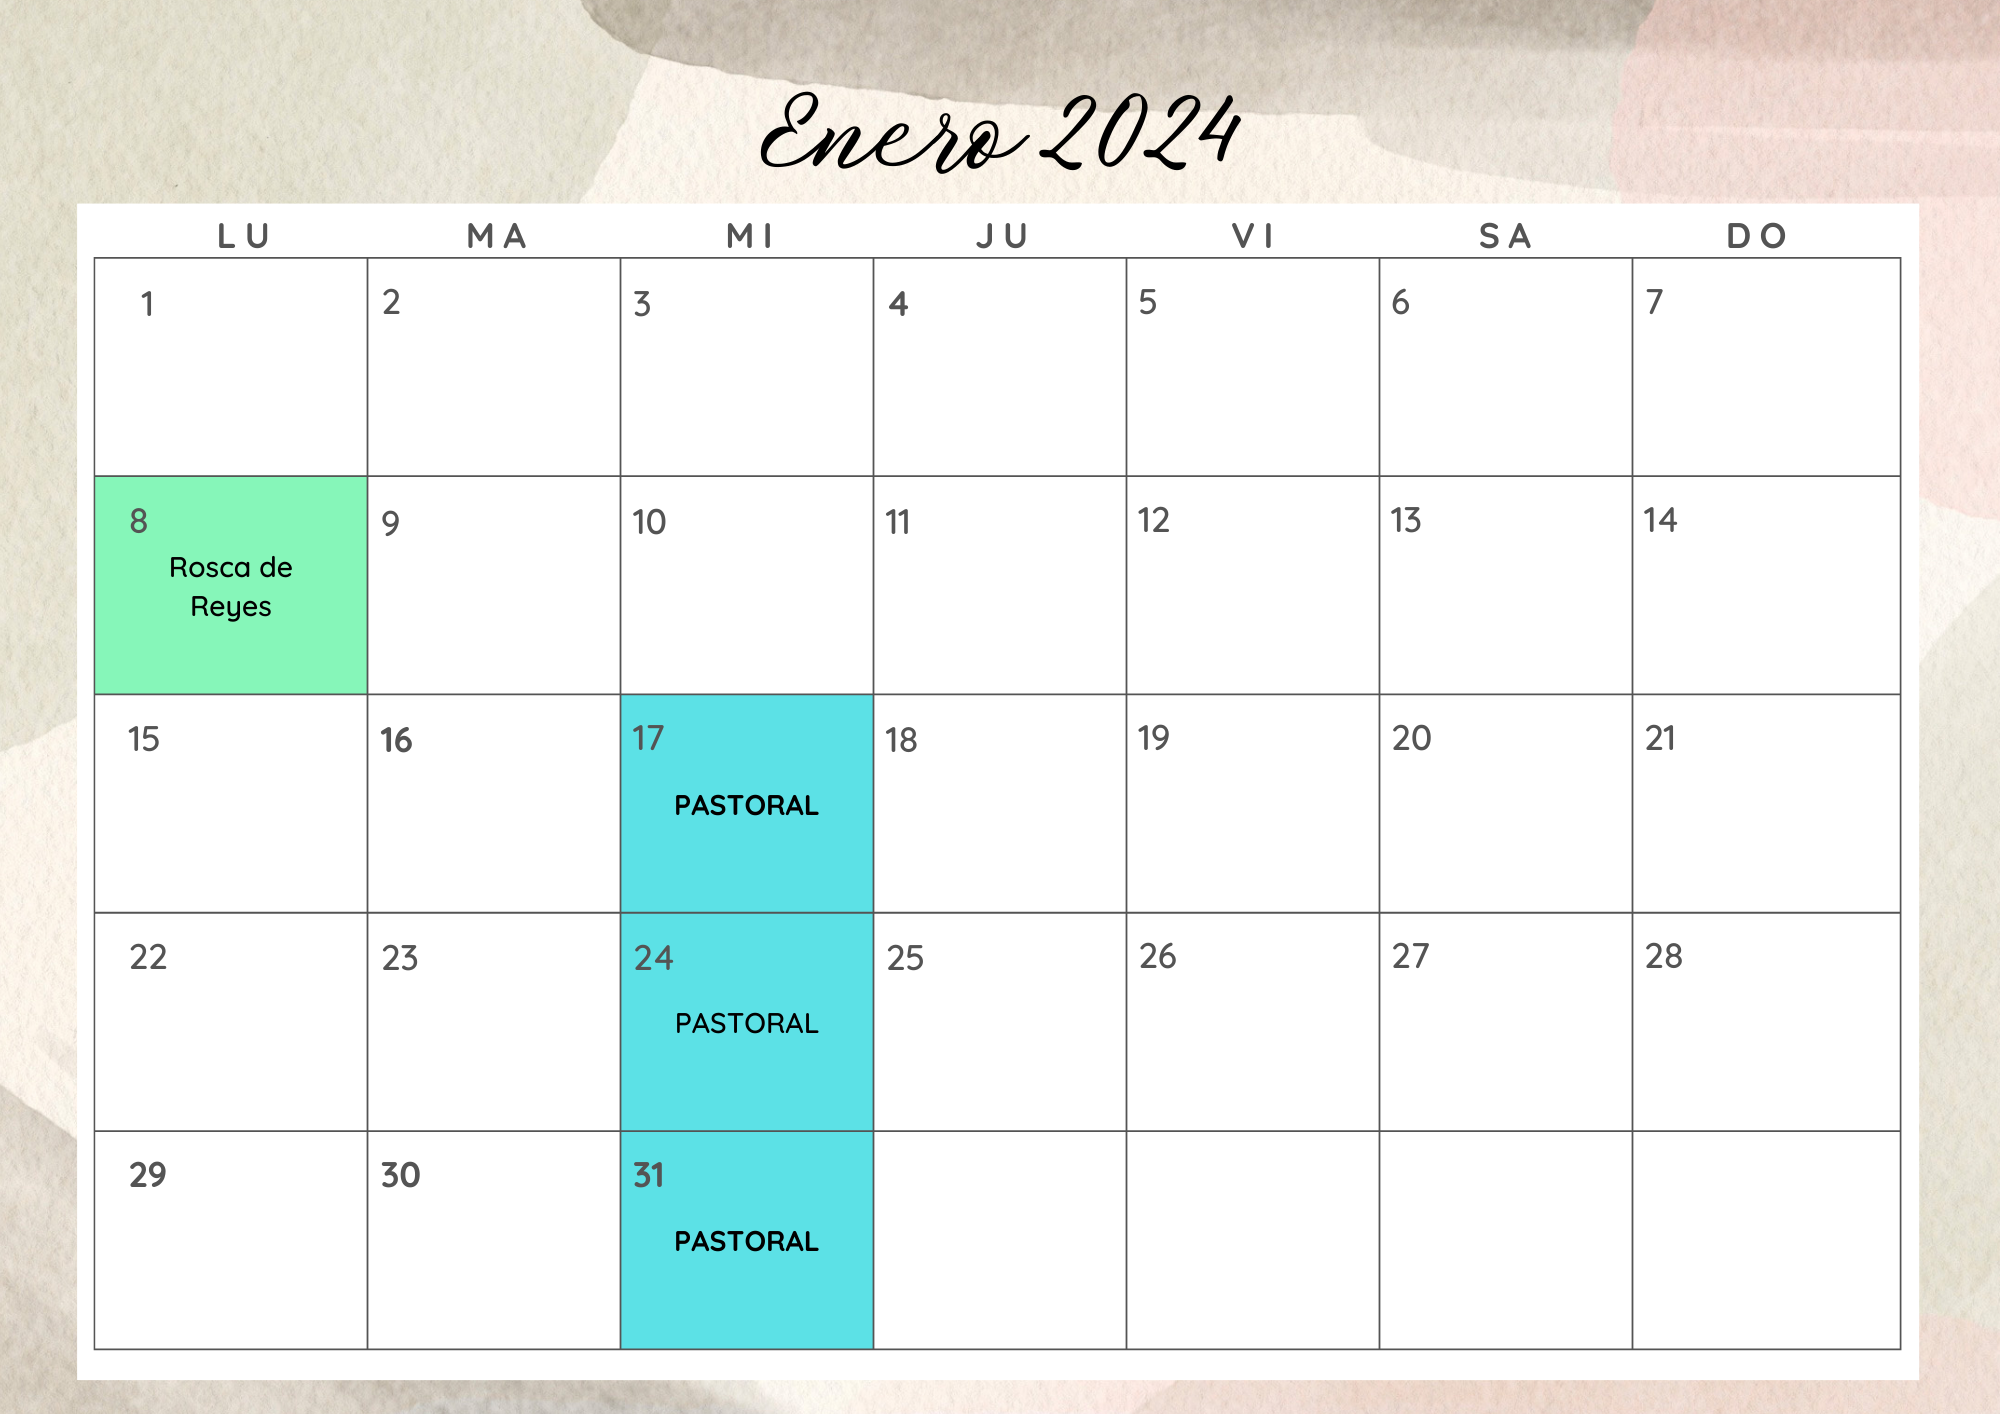 Enero 2024
LU MA MI JU VI SA DO
1 2 3 4 5 6 7
8 9 10 11 12 13 14
Rosca de
Reyes
15 16 17 18 19 20 21
PASTORAL
22 23 24 25 26 27 28
PASTORAL
29 30 31
PASTORAL